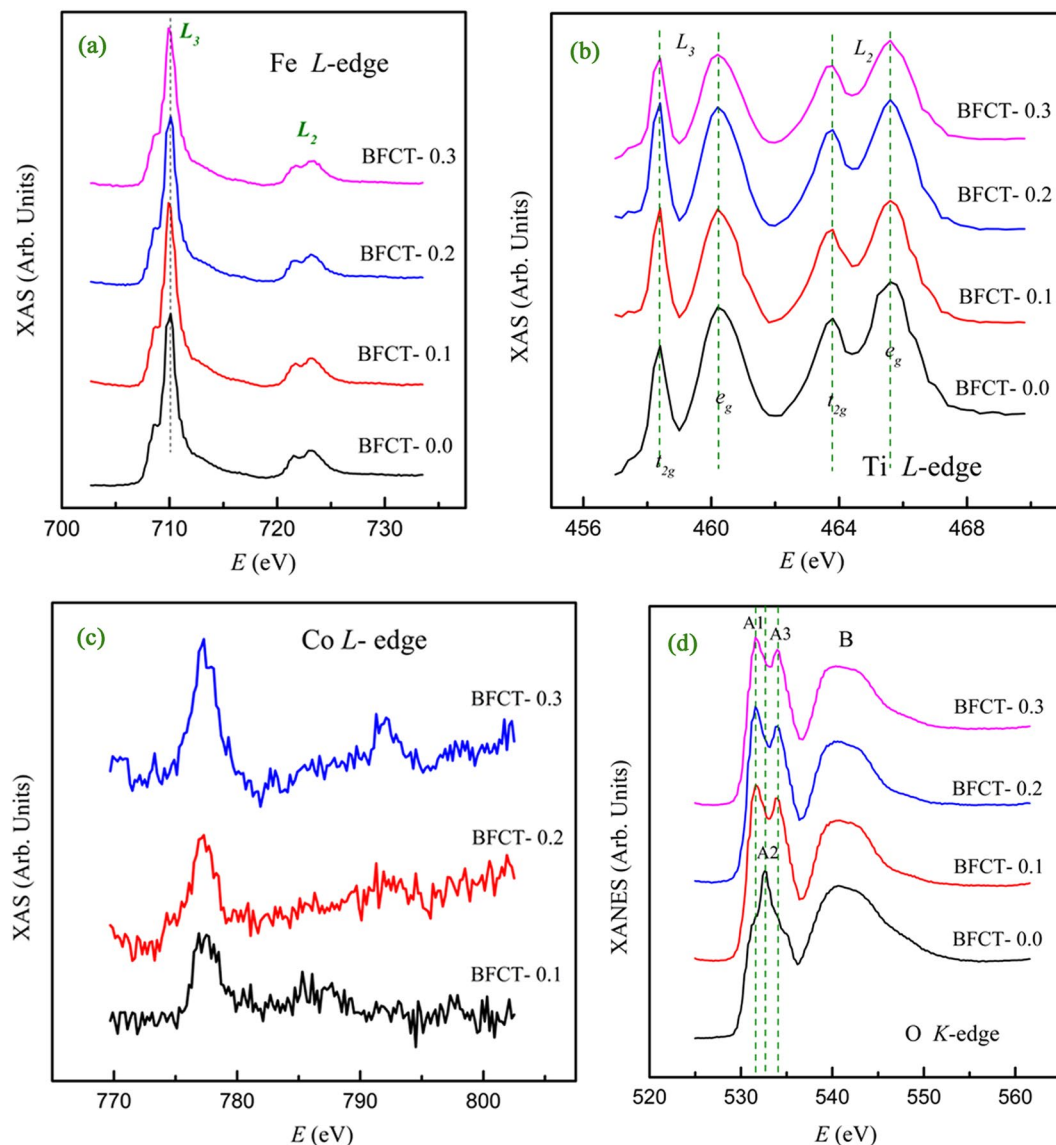 (a)
L3
Fe L-edge
L2
BFCT- 0.3
BFCT- 0.2
BFCT- 0.1
BFCT- 0.0
XAS (Arb. Units)
700 710 720 730
E (eV)
(b)
L3
L2
BFCT- 0.3
BFCT- 0.2
BFCT- 0.1
BFCT- 0.0
eg
eg
t2g
t2g
Ti L-edge
XAS (Arb. Units)
456 460 464 468
E (eV)
(c)
Co L- edge
BFCT- 0.3
BFCT- 0.2
BFCT- 0.1
XAS (Arb. Units)
770 780 790 800
E (eV)
(d)
A1
A3
B
BFCT- 0.3
BFCT- 0.2
BFCT- 0.1
A2
BFCT- 0.0
O K-edge
XANES (Arb. Units)
520 530 540 550 560
E (eV)